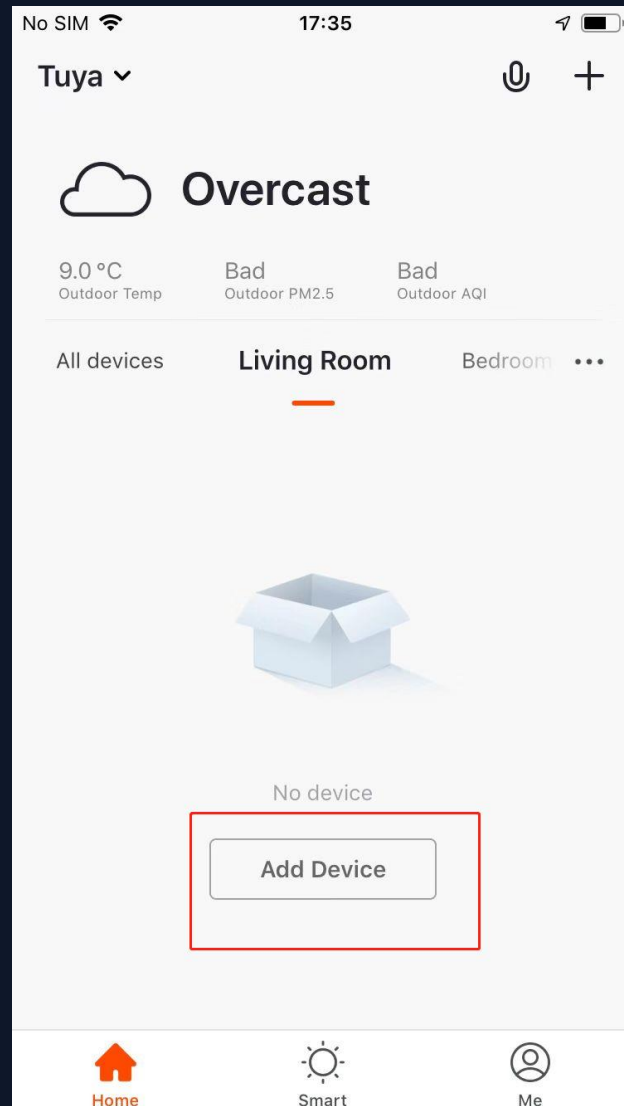 No SIM 17:35
Tuya
Overcast
9.0 °C Bad Bad
Outdoor Temp Outdoor PM2.5 Outdoor AQI
All devices Living Room Bedroom
No device
Add Device
Home Smart Me